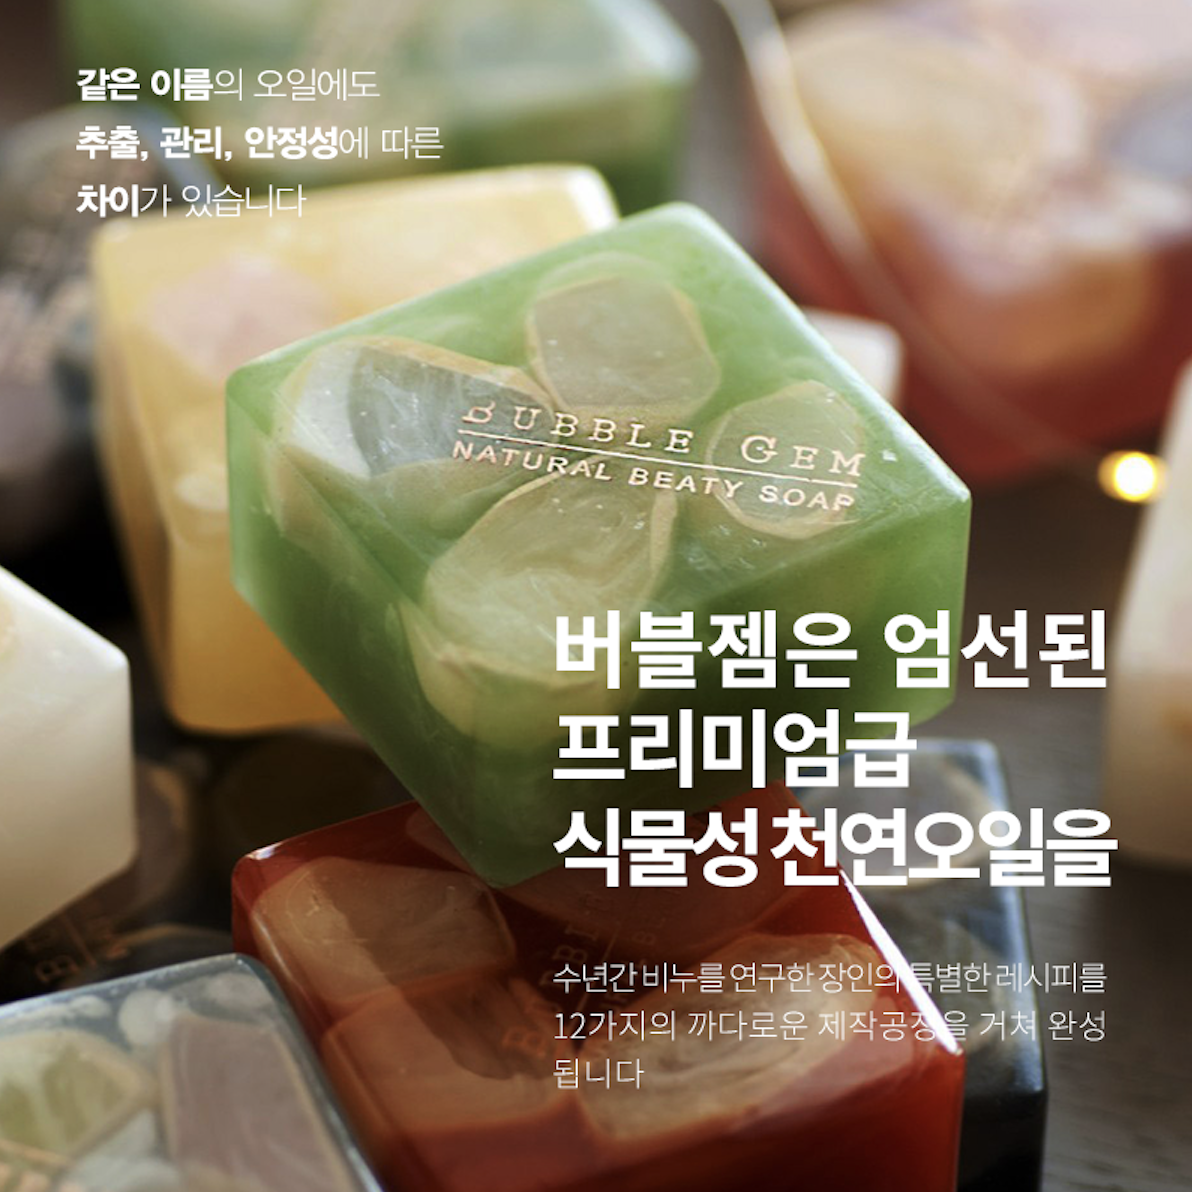 같은 이름의 오일에도
추출, 관리, 안정성에 따른
차이가 있습니다
BUBBLE GEM
NATURAL BEATY SOAP
버블젬은 엄선된
프리미엄급
식물성 천연오일을
수년간 비누를 연구한 장인의 특별한 레시피를
12가지의 까다로운 제작공정을 거쳐 완성
됩니다